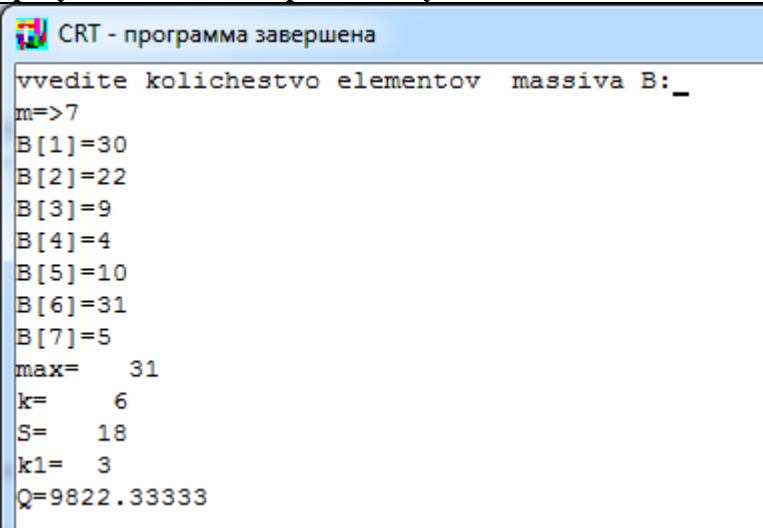 CRT - программа завершена
vvedite kolichestvo elementov massiva B:_
m=>7
B[1]=30
B[2]=22
B[3]=9
B[4]=4
B[5]=10
B[6]=31
B[7]=5
max= 31
k= 6
S= 18
k1= 3
Q=9822.33333